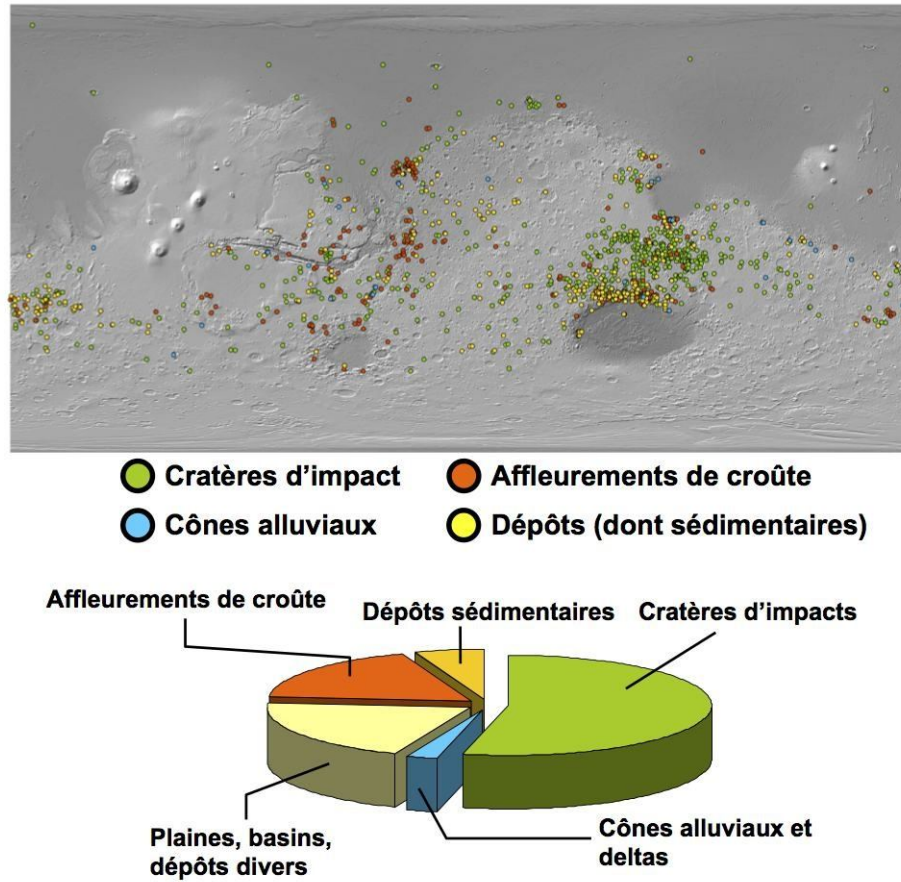 Cratères d'impact
Affleurements de croûte
Cônes alluviaux
Dépôts (dont sédimentaires)
Affleurements de croûte
Dépôts sédimentaires
Cratères d'impacts
Plaines, basins,
dépôts divers
Cônes alluviaux et
deltas